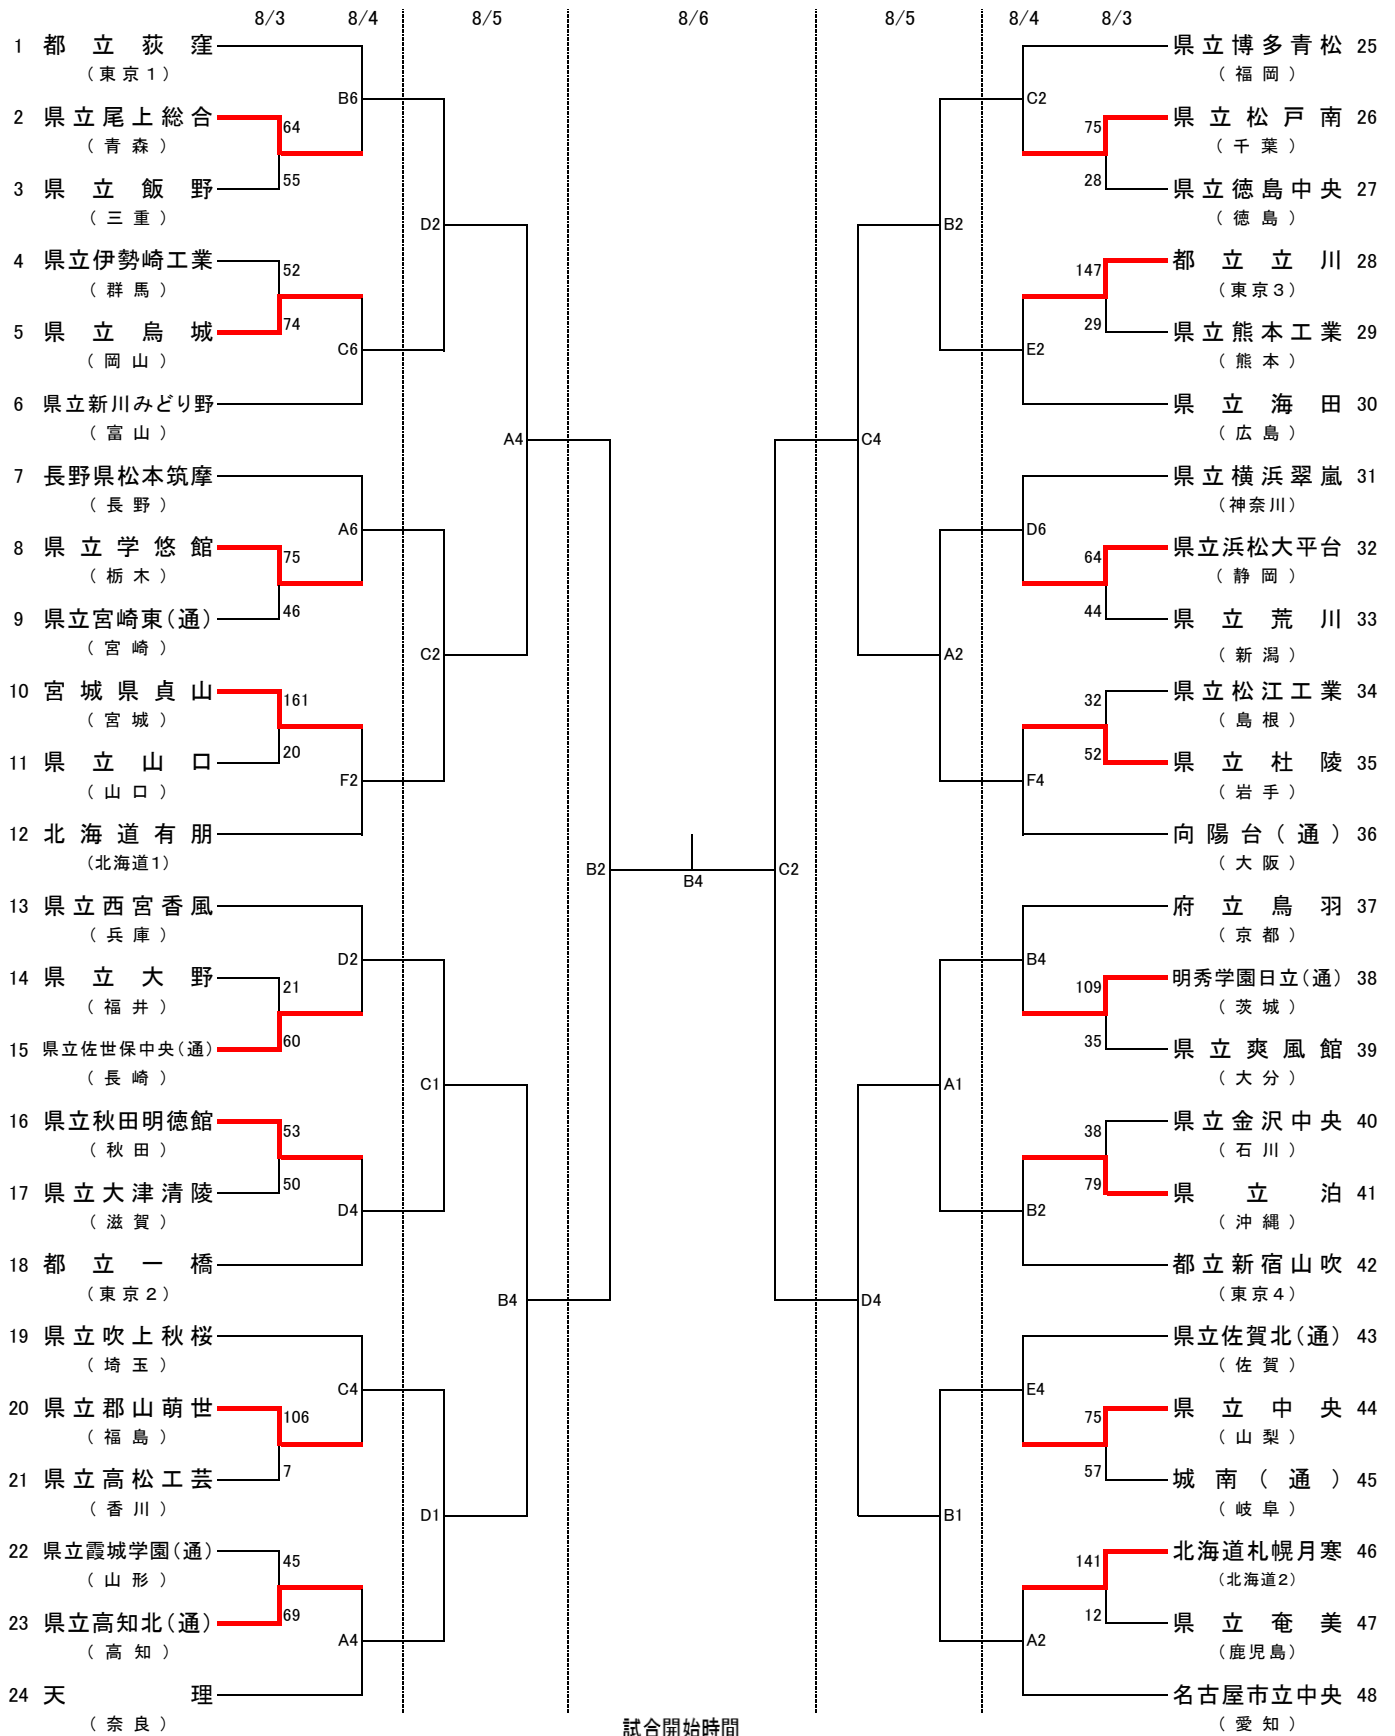 8/3 8/4 8/5 8/6 8/5 8/4 8/3
1 都立荻窪
（東京1）
2 県立尾上総合
（青森）
3 県立飯野
（三重）
4 県立伊勢崎工業
（群馬）
5 県立烏城
（岡山）
6 県立新川みどり野
（富山）
7 長野県松本筑摩
（長野）
8 県立学悠館
（栃木）
9 県立宮崎東（通）
（宮崎）
10 宮城県貞山
（宮城）
11 県立山口
（山口）
12 北海道有朋
（北海道1）
13 県立西宮香風
（兵庫）
14 県立大野
（福井）
15 県立佐世保中央（通）
（長崎）
16 県立秋田明徳館
（秋田）
17 県立大津清陵
（滋賀）
18 都立一橋
（東京2）
19 県立吹上秋桜
（埼玉）
20 県立郡山萌世
（福島）
21 県立高松工芸
（香川）
22 県立霞城学園（通）
（山形）
23 県立高知北（通）
（高知）
24 天理
（奈良）
64
55
52
74
75
46
161
20
21
60
53
50
106
7
45
69
B6
C6
A6
F2
D2
D4
C4
A4
D2
C2
C1
D1
A4
B4
B2
B4
C2
C4
D4
B2
A2
A1
B1
C2
E2
D6
F4
B4
B2
E4
A2
75
28
147
29
64
44
32
52
109
35
38
79
75
57
141
12
県立博多青松 25
（福岡）
県立松戸南 26
（千葉）
県立徳島中央 27
（徳島）
都立立川 28
（東京3）
県立熊本工業 29
（熊本）
県立海田 30
（広島）
県立横浜翠嵐 31
（神奈川）
県立浜松大平台 32
（静岡）
県立荒川 33
（新潟）
県立松江工業 34
（島根）
県立杜陵 35
（岩手）
向陽台（通） 36
（大阪）
府立鳥羽 37
（京都）
明秀学園日立（通） 38
（茨城）
県立爽風館 39
（大分）
県立金沢中央 40
（石川）
県立泊 41
（沖縄）
都立新宿山吹 42
（東京4）
県立佐賀北（通） 43
（佐賀）
県立中央 44
（山梨）
城南（通） 45
（岐阜）
北海道札幌月寒 46
（北海道2）
県立奄美 47
（鹿児島）
名古屋市立中央 48
（愛知）
試合開始時間